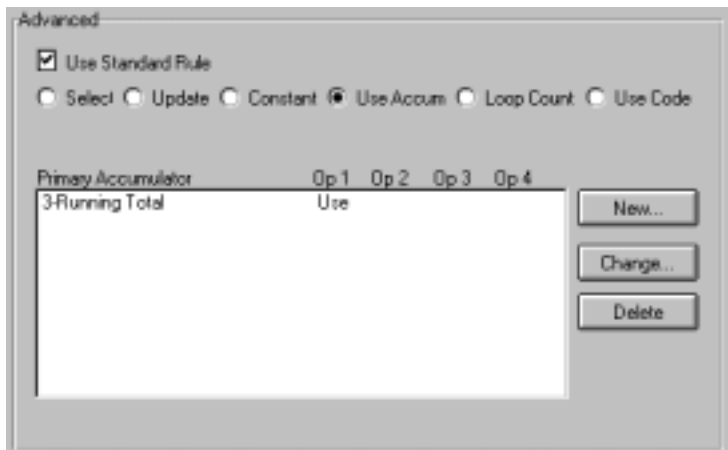 Advanced
Use Standard Rule
Select Update Constant Use Accum Loop Count Use Code
Primary Accumulator Op 1 Op 2 Op 3 Op 4
3-Running Total Use
New...
Change...
Delete